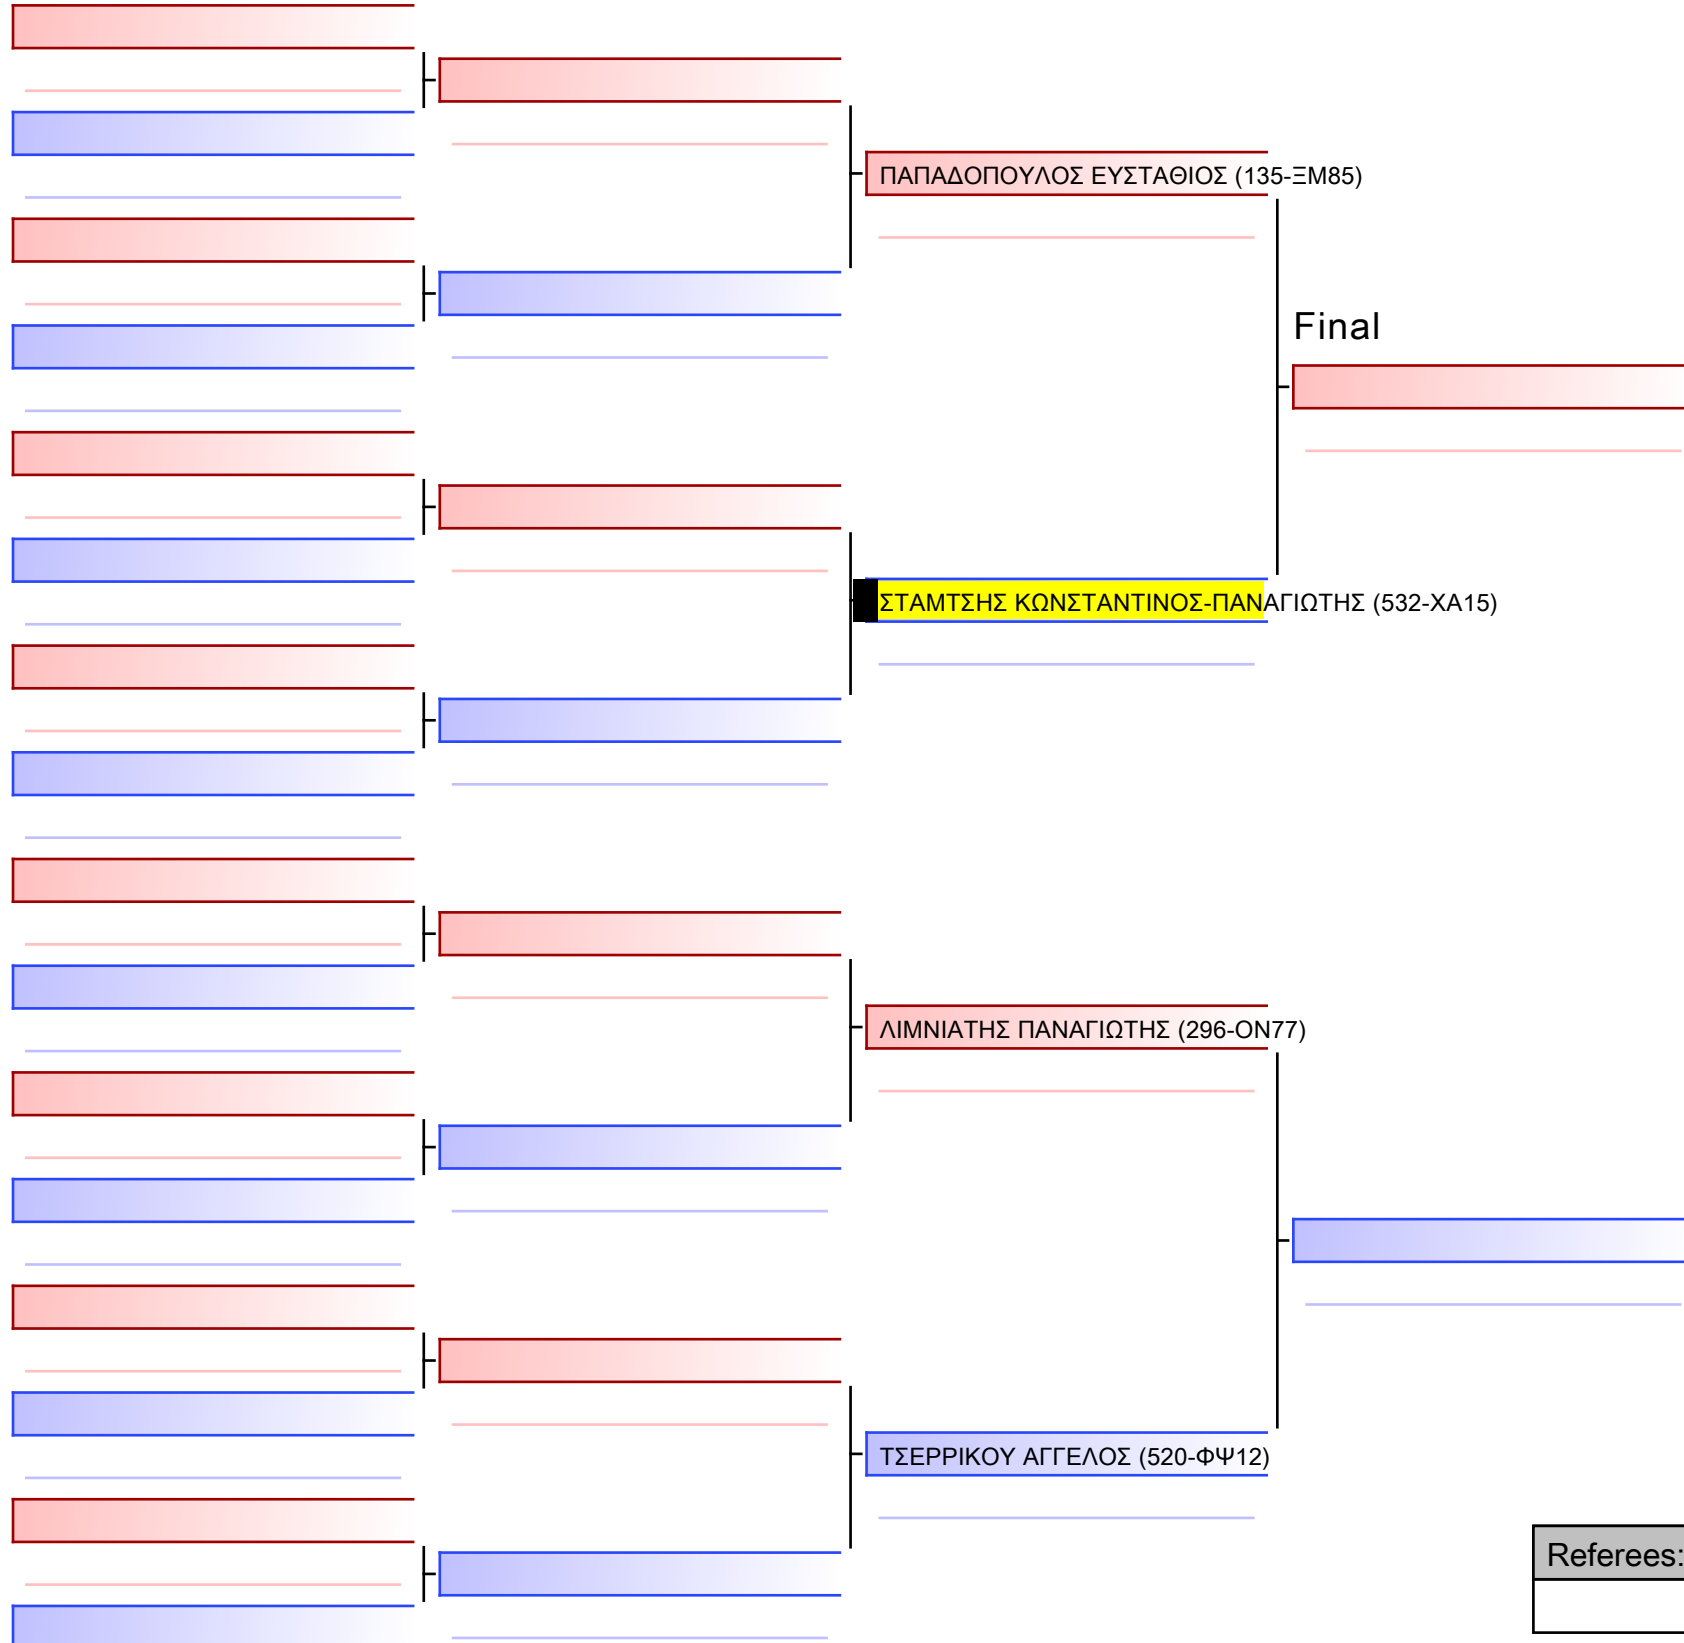 ΠΑΠΑΔΟΠΟΥΛΟΣ ΕΥΣΤΑΘΙΟΣ (135-ΞΜ85)
Final
ΣΤΑΜΤΣΗΣ ΚΩΝΣΤΑΝΤΙΝΟΣ-ΠΑΝΑΓΙΩΤΗΣ (532-ΧΑ15)
ΛΙΜΝΙΑΤΗΣ ΠΑΝΑΓΙΩΤΗΣ (296-ΟΝ77)
ΤΣΕΡΡΙΚΟΥ ΑΓΓΕΛΟΣ (520-ΦΨ12)
Referees: